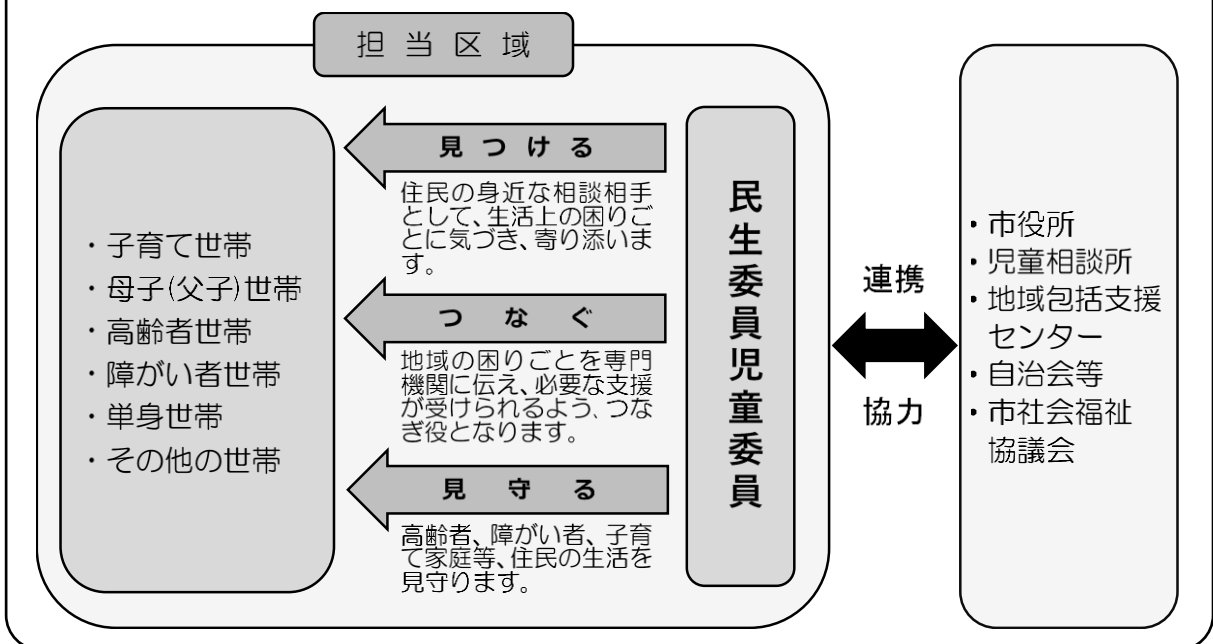 担当区域
・子育て世帯
・母子(父子)世帯
・高齢者世帯
・障がい者世帯
・単身世帯
・その他の世帯
見つける
住民の身近な相談相手
として、生活上の困りご
とに気づき、寄り添いま
す。
つなぐ
地域の困りごとを専門
機関に伝え、必要な支援
が受けられるよう、つな
ぎ役となります。
見守る
高齢者、障がい者、子育
て家庭等、住民の生活を
見守ります。
民生委員児童委員
連携
協力
・市役所
・児童相談所
・地域包括支援
センター
・自治会等
・市社会福祉
協議会